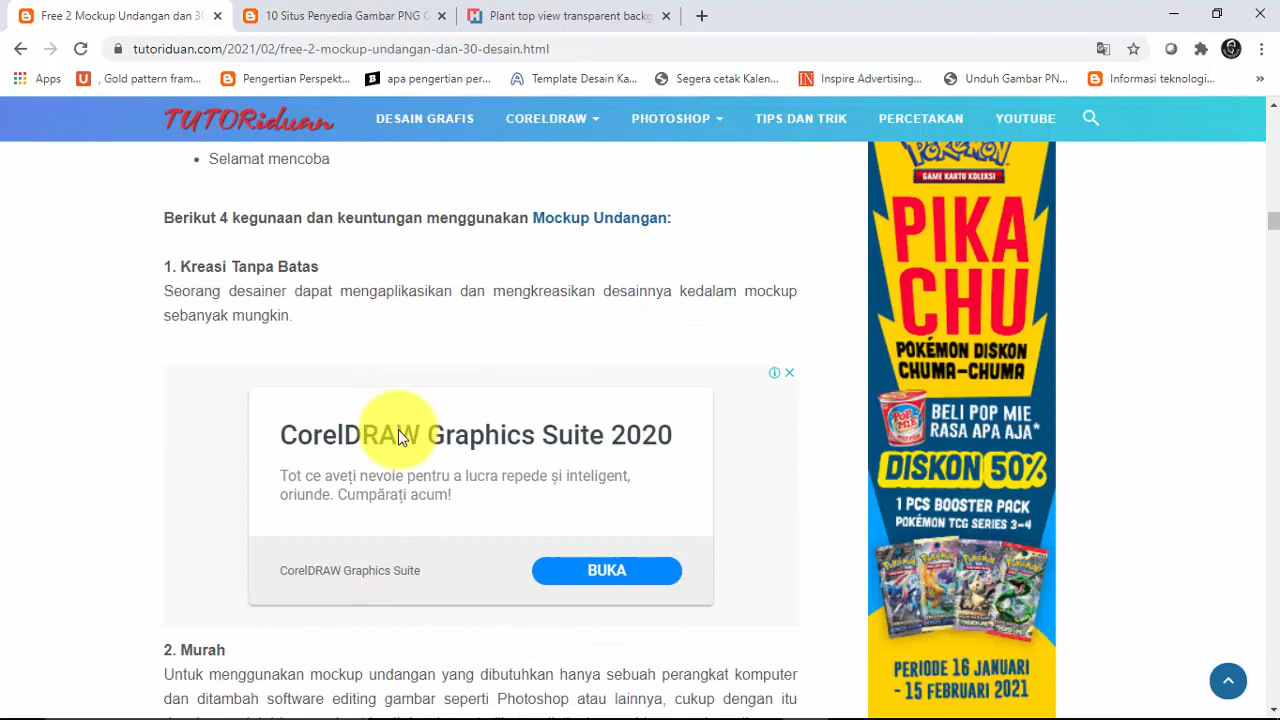 Free 2 Mockup Undangan dan 30
10 Situs Penyedia Gambar PNG G
Plant top view transparent backg
tutoriduan.com/2021/02/free-2-mockup-undangan-dan-30-desain.html
Apps
, Gold pattern fram...
Pengertian Perspekt...
apa pengertian per...
Template Desain Ka...
Segera cetak Kalen...
Inspire Advertising...
Unduh Gambar PN...
Informasi teknologi...
TUTORiduan
DESAIN GRAFIS
CORELDRAW
PHOTOSHOP
TIPS DAN TRIK
PERCETAKAN
YOUTUBE
• Selamat mencoba
Berikut 4 kegunaan dan keuntungan menggunakan Mockup Undangan:
1. Kreasi Tanpa Batas
Seorang desainer dapat mengaplikasikan dan mengkreasikan desainnya kedalam mockup
sebanyak mungkin.
CorelDRAW Graphics Suite 2020
Tot ce aveți nevoie pentru a lucra repede și inteligent,
oriunde. Cumpărați acum!
CorelDRAW Graphics Suite
BUKA
2. Murah
Untuk menggunakan mockup undangan yang dibutuhkan hanya sebuah perangkat komputer
dan ditambah software editing gambar seperti Photoshop atau lainnya, cukup dengan itu
POKÉMON
GAME KARTU KOLEKSI
PIKA
CHU
POKÉMON DISKON
CHUMA-CHUMA
POP MIE
BELI POP MIE
RASA APA AJA*
DISKON 50%
1 PCS BOOSTER PACK
POKÉMON TCG SERIES 3-4
PERIODE 16 JANUARI
- 15 FEBRUARI 2021